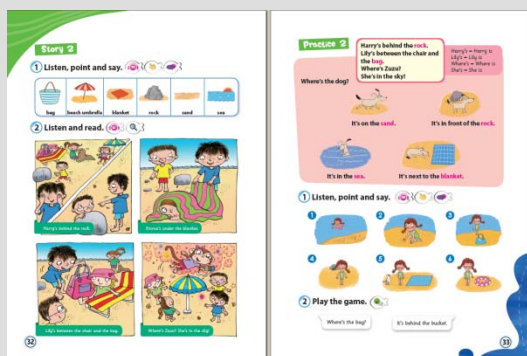 Story 2
1 Listen, point and say.
bag
beach umbrella
blanket
rock
sand
sea
2 Listen and read.
Harry's behind the rock.
Emma's under the blanket.
Lily's between the chair and the bag.
Where's Zuzu? She's in the sky!
32
Practice 2
Harry's behind the rock.
Lily's between the chair and
the bag.
Where's Zuzu?
She's in the sky!
Harry's = Harry is
Lily's = Lily is
Where's = Where is
She's = She is
Where's the dog?
It's on the sand.
It's in front of the rock.
It's in the sea.
It's next to the blanket.
1 Listen, point and say.
1
2
3
4
5
6
2 Play the game.
Where's the bag?
It's behind the bucket.
33